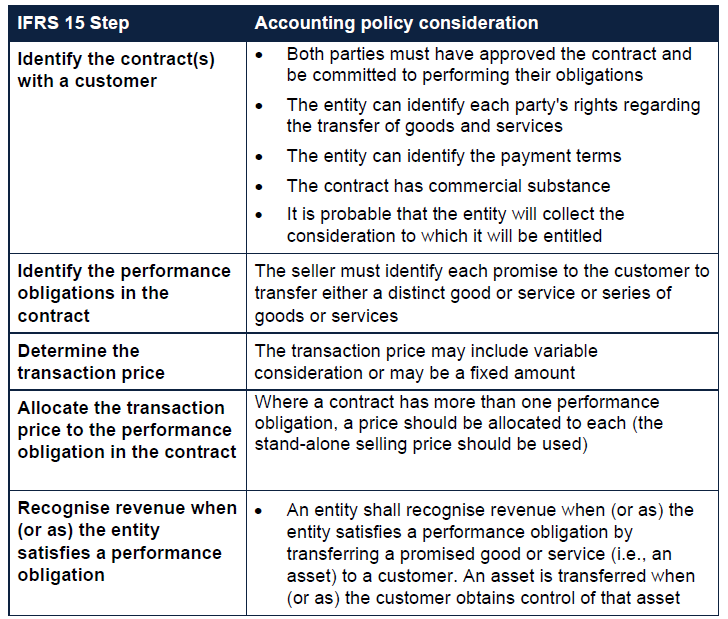 IFRS 15 Step
Accounting policy consideration
Identify the contract(s)
with a customer
• Both parties must have approved the contract and
be committed to performing their obligations
• The entity can identify each party's rights regarding
the transfer of goods and services
• The entity can identify the payment terms
• The contract has commercial substance
• It is probable that the entity will collect the
consideration to which it will be entitled
Identify the performance
obligations in the
contract
The seller must identify each promise to the customer to
transfer either a distinct good or service or series of
goods or services
Determine the
transaction price
The transaction price may include variable
consideration or may be a fixed amount
Allocate the transaction
price to the performance
obligation in the contract
Where a contract has more than one performance
obligation, a price should be allocated to each (the
stand-alone selling price should be used)
Recognise revenue when
(or as) the entity
satisfies a performance
obligation
• An entity shall recognise revenue when (or as) the
entity satisfies a performance obligation by
transferring a promised good or service (i.e., an
asset) to a customer. An asset is transferred when
(or as) the customer obtains control of that asset